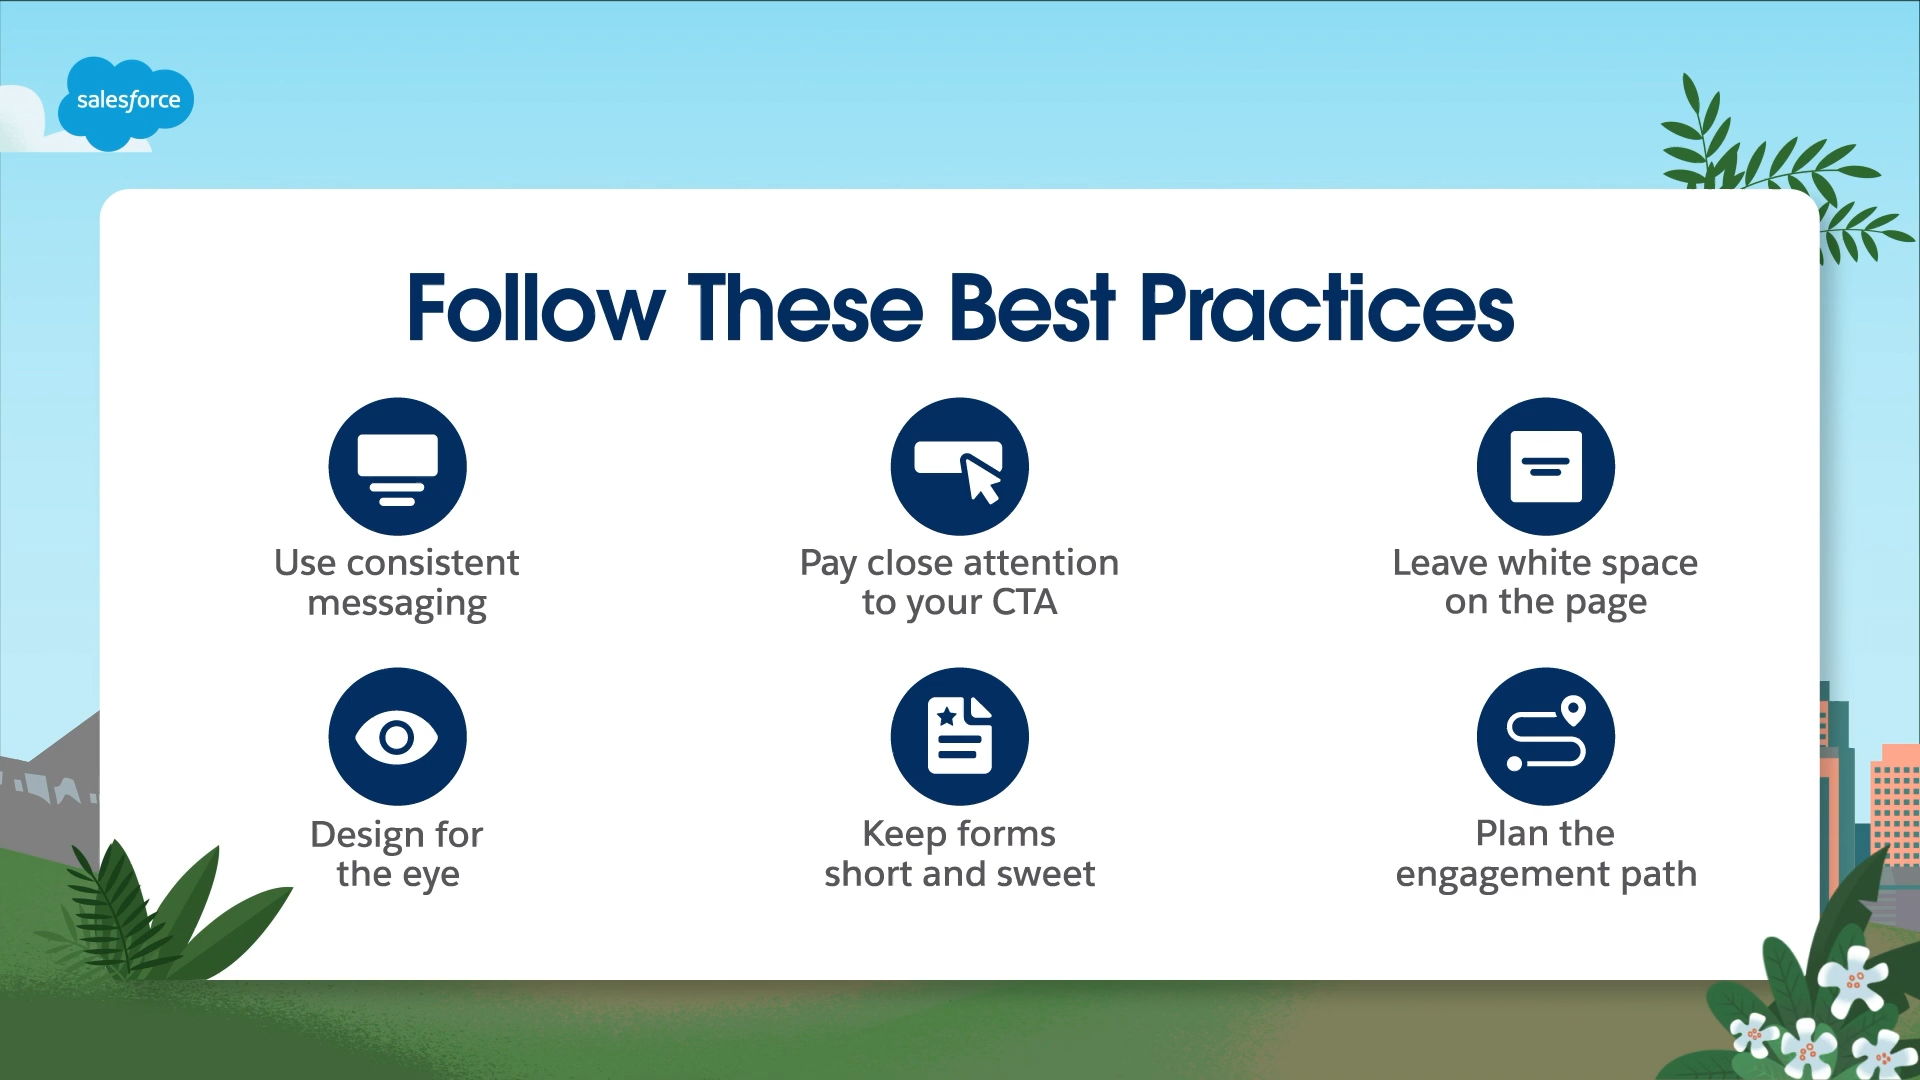 salesforce
Follow These Best Practices
Use consistent
messaging
Pay close attention
to your CTA
Leave white space
on the page
Design for
the eye
Keep forms
short and sweet
Plan the
engagement path